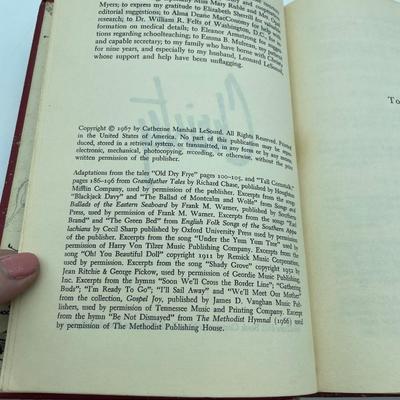 Myers; to express my gratitude to Elizabeth Sherrill for her many
editorial suggestions; to Alma Deane MacConomy for help with
research; to Dr. William R. Felts of Washington, D.C.,
formation on medical details; to Eleanor Armstrong for
tions regarding schoolteaching; to Emma B.
and capable secretary; to my family who have borne with Christy
for nine years, and especially to my husband, Leonard LeSourd,
whose support and help have been unflagging.
Christy
Copyright © 1967 by Catherine Marshall LeSourd. All Rights Reserved. Printed
in the United States of America. No part of this publication may be repro-
duced, stored in a retrieval system, or transmitted, in any form or by any means,
electronic, mechanical, photocopying, recording, or otherwise, without the prior
written permission of the publisher.
Adaptations from the tales "Old Dry Frye" pages 100–105, and "Tall Cornstalk"
pages 186–196 from Grandfather Tales by Richard Chase, published by Houghton
Mifflin Company, used by permission of the publisher. Excerpts from the songs
"Blackjack Davy" and "The Ballad of Montcalm and Wolfe" from Songs and
Ballads of the Eastern Seaboard by Frank M. Warner, published by Southern
Press, used by permission of Frank M. Warner. Excerpts from the songs
Brand" and "The Green Bed" from English Folk Songs of the Southern Appa-
lachians by Cecil Sharp published by Oxford University Press used by permission
of the publisher. Excerpts from the song "Under the Yum Yum Tree" used by
permission of Harry Von Tilzer Music Publishing Company. Excerpts from the
song "Oh! You Beautiful Doll" copyright 1911 by Remick Music Corporation.
Used by permission. Excerpts from the song "Shady Grove" copyright 1952 by
Jean Ritchie & George Pickow, used by permission of Geordie Music Publishing,
Inc. Excerpts from the hymns "Soon We'll Cross the Border Line"; "Gathering
Buds"; "I'm Ready To Go"; "I'll Sail Away" and "We'll Meet Our Mother"
from the collection, Gospel Joy, published by James D. Vaughan Music Pub-
lishers, used by permission of Tennessee Music and Printing Company. Excerpt
from the hymn "Be Not Dismayed" from The Methodist Hymnal (1966) used
by permission of The Methodist Publishing House.
To